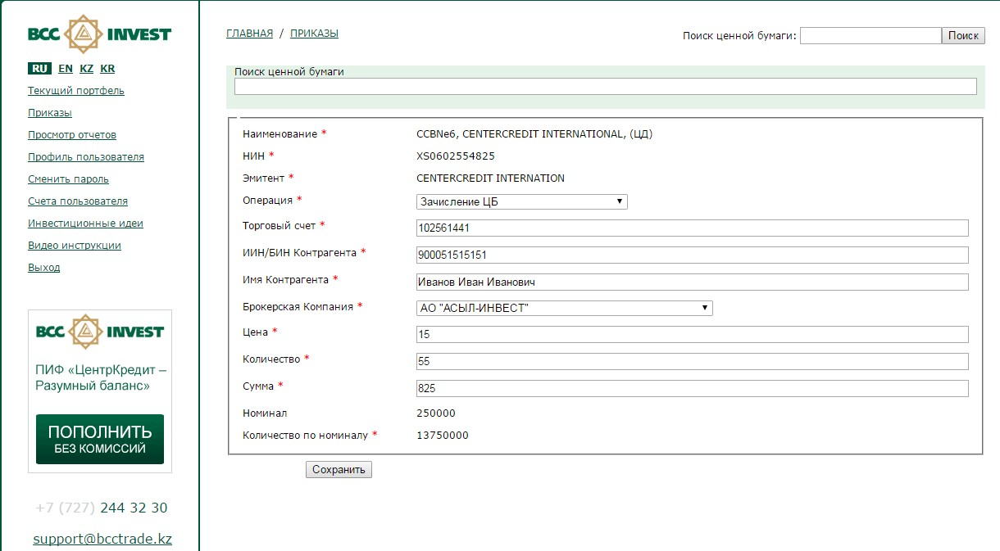 BCC INVEST
RU EN KZ KR
Текущий портфель
Приказы
Просмотр отчетов
Профиль пользователя
Сменить пароль
Счета пользователя
Инвестиционные идеи
Видео инструкции
Выход
BCC INVEST
ПИФ «ЦентрКредит –
Разумный баланс»
ПОПОЛНИТЬ
БЕЗ КОМИССИЙ
+7 (727) 244 32 30
support@bcctrade.kz
ГЛАВНАЯ / ПРИКАЗЫ
Поиск ценной бумаги: Поиск
Поиск ценной бумаги
Наименование * CCBNe6, CENTERCREDIT INTERNATIONAL, (ЦД)
НИН * XS0602554825
Эмитент * CENTERCREDIT INTERNATION
Операция * Зачисление ЦБ
Торговый счет * 102561441
ИИН/БИН Контрагента * 900051515151
Имя Контрагента * Иванов Иван Иванович
Брокерская Компания * АО "АСЫЛ-ИНВЕСТ"
Цена * 15
Количество * 55
Сумма * 825
Номинал 250000
Количество по номиналу * 13750000
Сохранить